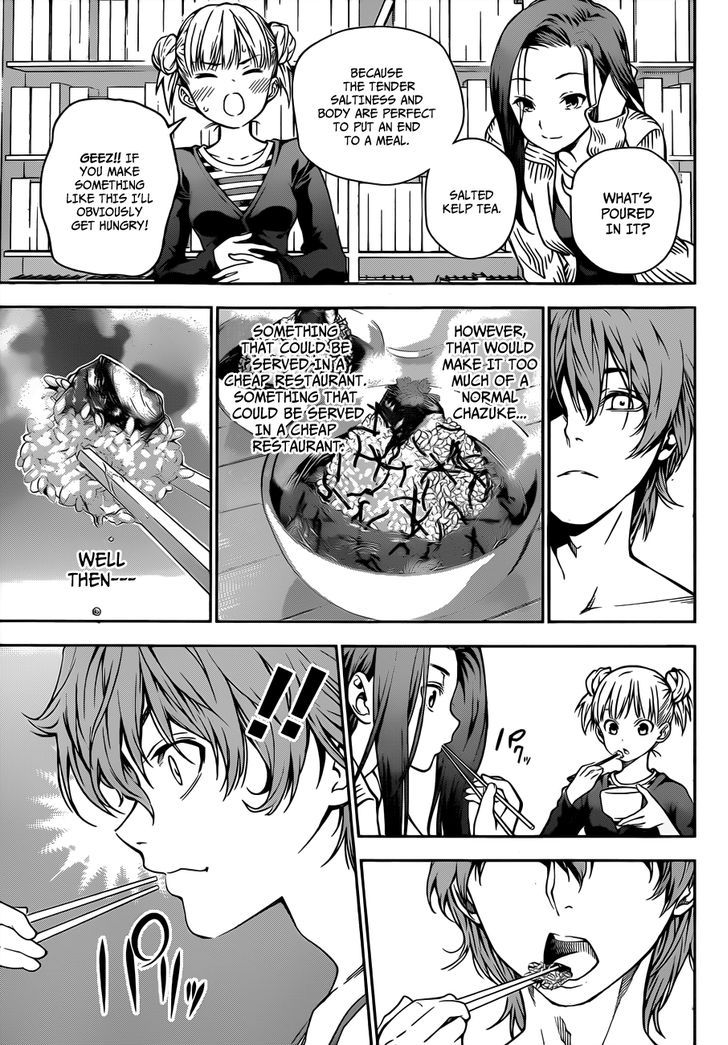 WHAT'S
POURED
IN IT?
SALTED
KELP TEA.
BECAUSE
THE TENDER
SALTINESS AND
BODY ARE PERFECT
TO PUT AN END
TO A MEAL.
GEEZ!! IF
YOU MAKE
SOMETHING
LIKE THIS I'LL
OBVIOUSLY
GET HUNGRY!
HOWEVER,
THAT WOULD
MAKE IT TOO
MUCH OF A
NORMAL
CHAZUKE...
SOMETHING
THAT COULD BE
SERVED IN A
CHEAP RESTAURANT.
SOMETHING THAT
COULD BE SERVED
IN A CHEAP
RESTAURANT.
WELL
THEN---
パクッ
!!
パリッ